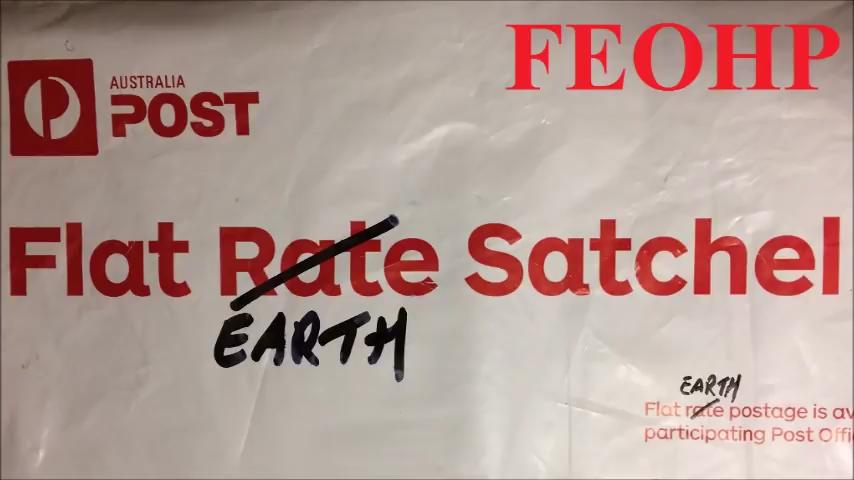 FEOHP
AUSTRALIA
POST
Flat Rate Satchel
EARTH
EARTH
Flat rate postage is av
participating Post Offi